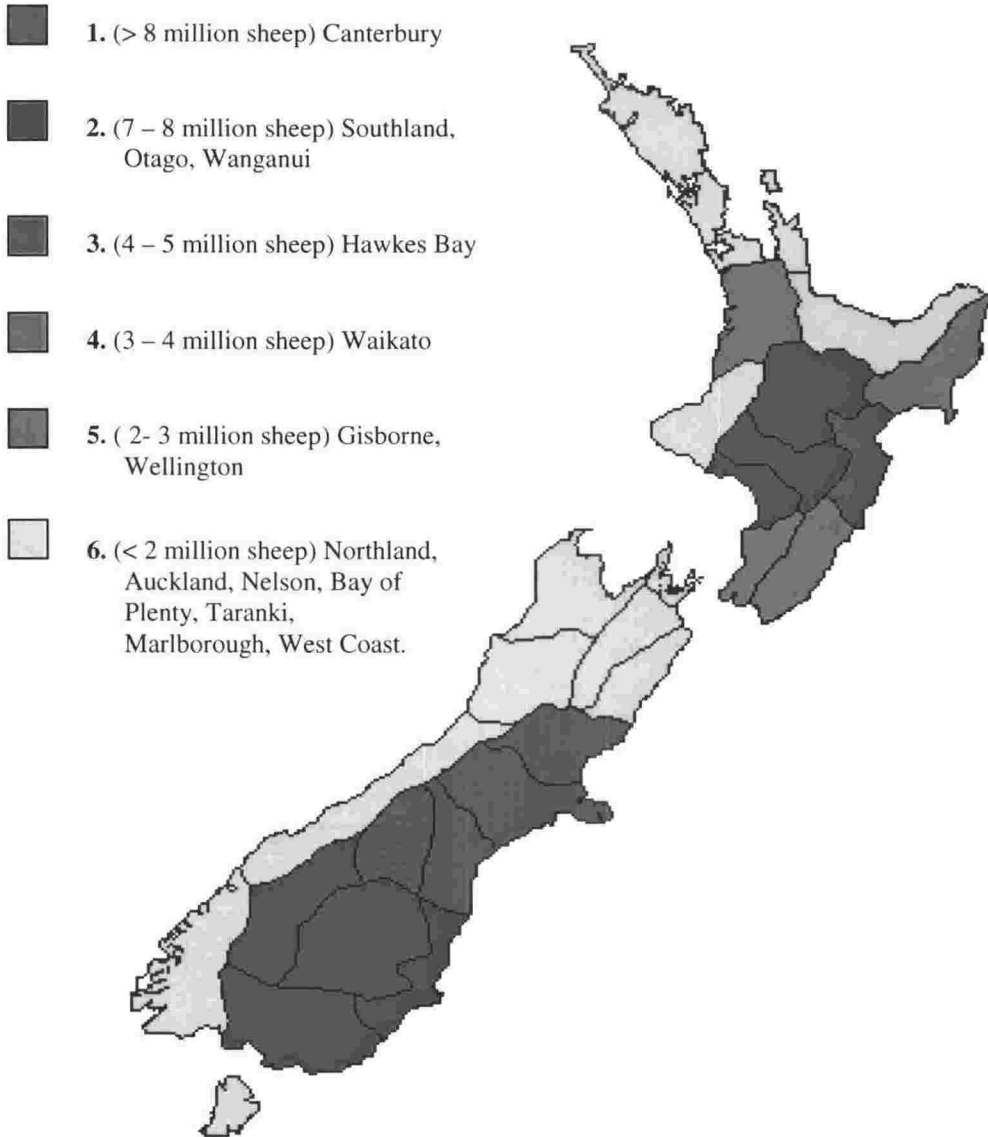 1. (> 8 million sheep) Canterbury
2. (7 – 8 million sheep) Southland,
Otago, Wanganui
3. (4 – 5 million sheep) Hawkes Bay
4. (3 – 4 million sheep) Waikato
5. ( 2- 3 million sheep) Gisborne,
Wellington
6. (< 2 million sheep) Northland,
Auckland, Nelson, Bay of
Plenty, Taranki,
Marlborough, West Coast.